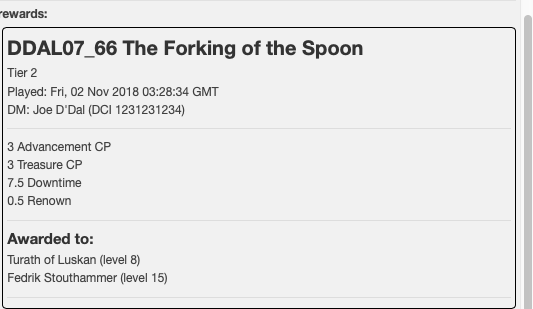 rewards:
DDAL07_66 The Forking of the Spoon
Tier 2
Played: Fri, 02 Nov 2018 03:28:34 GMT
DM: Joe D'Dal (DCI 1231231234)
3 Advancement CP
3 Treasure CP
7.5 Downtime
0.5 Renown
Awarded to:
Turath of Luskan (level 8)
Fedrik Stouthammer (level 15)